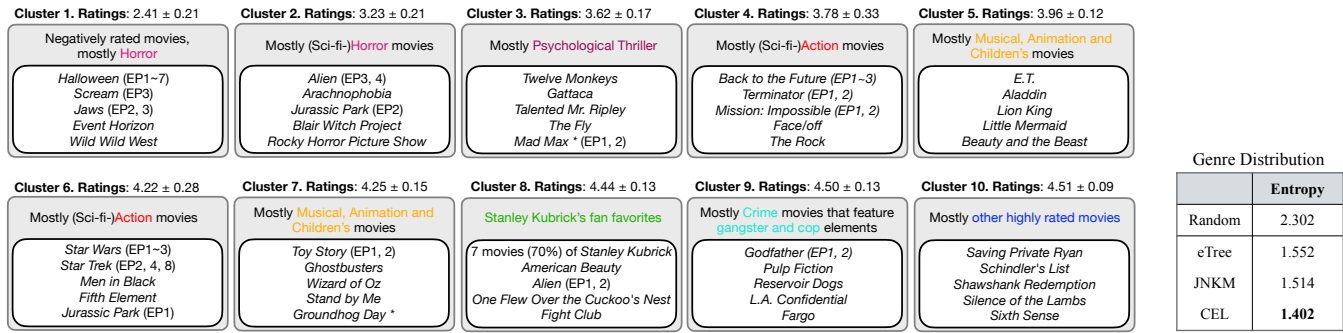 Cluster 1. Ratings: 2.41 ± 0.21
Negatively rated movies,
mostly Horror
Halloween (EP1~7)
Scream (EP3)
Jaws (EP2, 3)
Event Horizon
Wild Wild West
Cluster 2. Ratings: 3.23 ± 0.21
Mostly (Sci-fi-)Horror movies
Alien (EP3, 4)
Arachnophobia
Jurassic Park (EP2)
Blair Witch Project
Rocky Horror Picture Show
Cluster 3. Ratings: 3.62 ± 0.17
Mostly Psychological Thriller
Twelve Monkeys
Gattaca
Talented Mr. Ripley
The Fly
Mad Max * (EP1, 2)
Cluster 4. Ratings: 3.78 ± 0.33
Mostly (Sci-fi-)Action movies
Back to the Future (EP1~3)
Terminator (EP1, 2)
Mission: Impossible (EP1, 2)
Face/off
The Rock
Cluster 5. Ratings: 3.96 ± 0.12
Mostly Musical, Animation and
Children's movies
E.T.
Aladdin
Lion King
Little Mermaid
Beauty and the Beast
Cluster 6. Ratings: 4.22 ± 0.28
Mostly (Sci-fi-)Action movies
Star Wars (EP1~3)
Star Trek (EP2, 4, 8)
Men in Black
Fifth Element
Jurassic Park (EP1)
Cluster 7. Ratings: 4.25 ± 0.15
Mostly Musical, Animation and
Children's movies
Toy Story (EP1, 2)
Ghostbusters
Wizard of Oz
Stand by Me
Groundhog Day *
Cluster 8. Ratings: 4.44 ± 0.13
Stanley Kubrick's fan favorites
7 movies (70%) of Stanley Kubrick
American Beauty
Alien (EP1, 2)
One Flew Over the Cuckoo's Nest
Fight Club
Cluster 9. Ratings: 4.50 ± 0.13
Mostly Crime movies that feature
gangster and cop elements
Godfather (EP1, 2)
Pulp Fiction
Reservoir Dogs
L.A. Confidential
Fargo
Cluster 10. Ratings: 4.51 ± 0.09
Mostly other highly rated movies
Saving Private Ryan
Schindler's List
Shawshank Redemption
Silence of the Lambs
Sixth Sense
Genre Distribution
Entropy
Random 2.302
eTree 1.552
JNKM 1.514
CEL 1.402